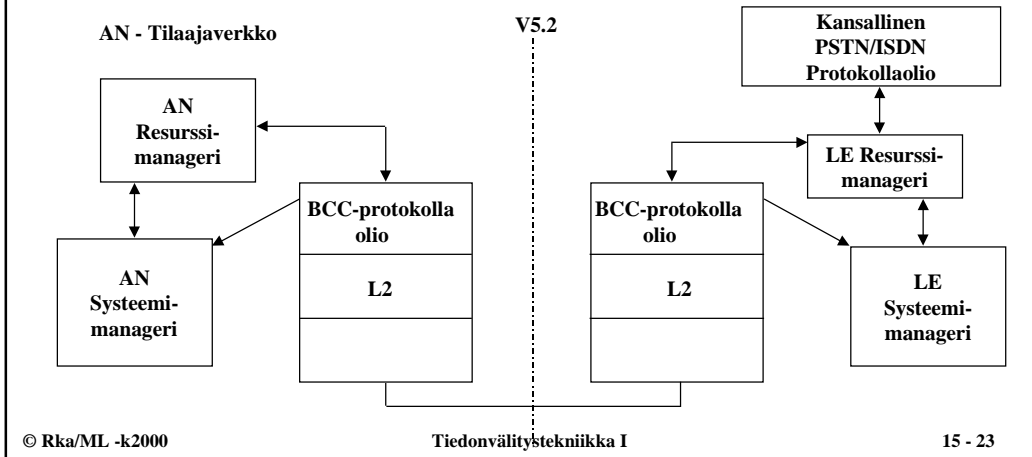 AN - Tilaajaverkko
V5.2
Kansallinen
PSTN/ISDN
Protokollaolio
AN
Resurssi-
manageri
LE Resurssi-
manageri
BCC-protokolla
olio
L2
BCC-protokolla
olio
L2
AN
Systeemi-
manageri
LE
Systeemi-
manageri
© Rka/ML -k2000
Tiedonvälitystekniikka I
15 - 23